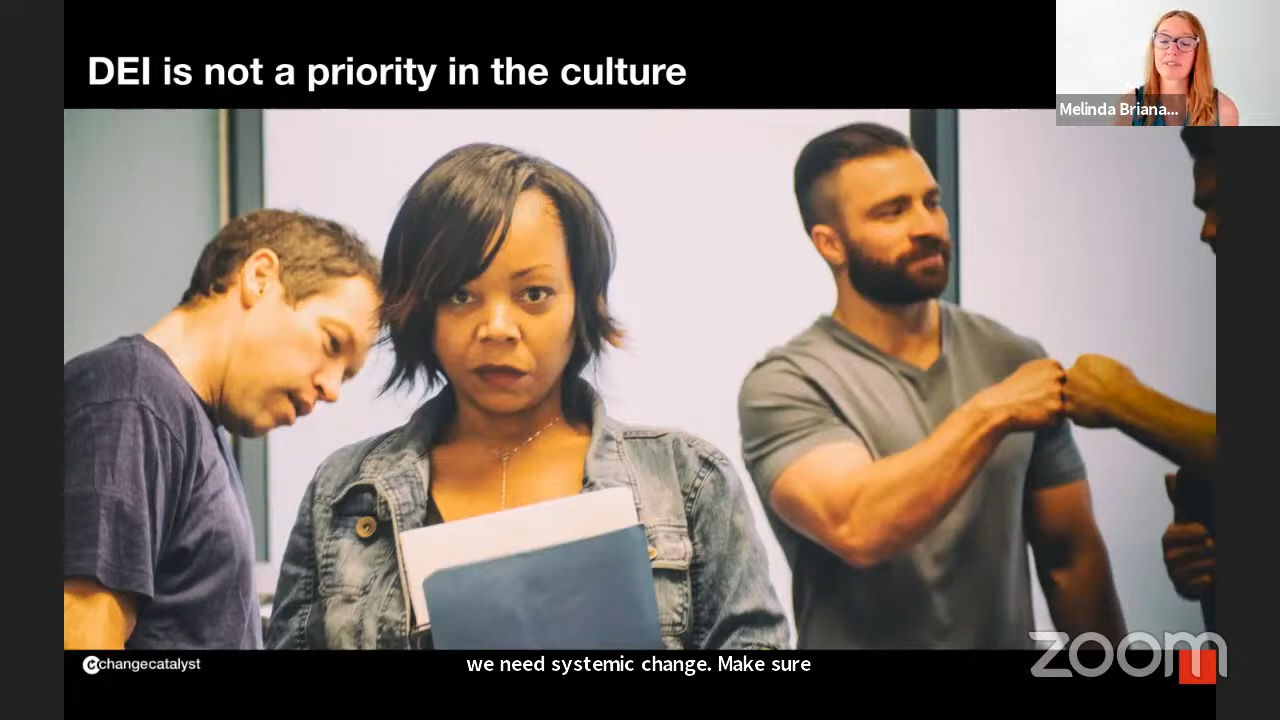 DEI is not a priority in the culture
Melinda Briana...
changecatalyst
we need systemic change. Make sure
zoom